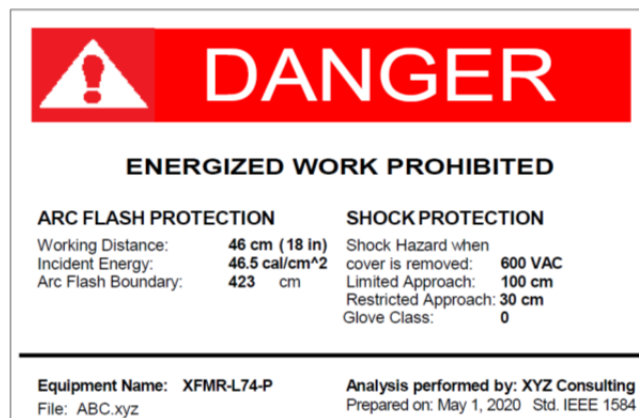 DANGER
ENERGIZED WORK PROHIBITED
ARC FLASH PROTECTION
Working Distance: 46 cm (18 in)
Incident Energy: 46.5 cal/cm^2
Arc Flash Boundary: 423 cm
SHOCK PROTECTION
Shock Hazard when
cover is removed: 600 VAC
Limited Approach: 100 cm
Restricted Approach: 30 cm
Glove Class: 0
Equipment Name: XFMR-L74-P
File: ABC.xyz
Analysis performed by: XYZ Consulting
Prepared on: May 1, 2020 Std. IEEE 1584